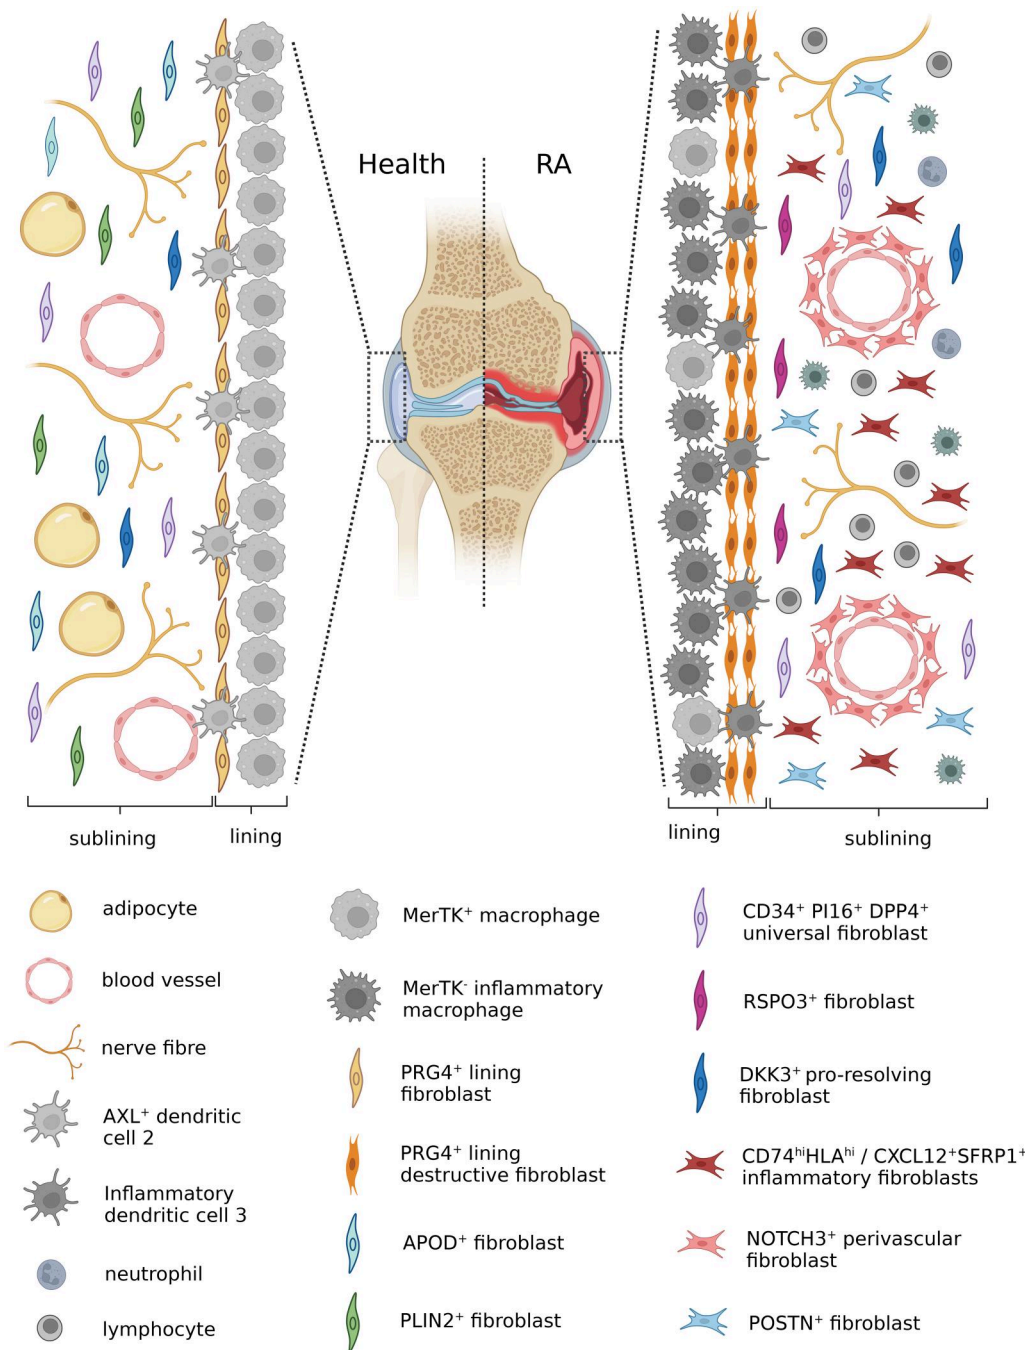 Health
RA
sublining
lining
lining
sublining
adipocyte
blood vessel
nerve fibre
AXL⁺ dendritic
cell 2
Inflammatory
dendritic cell 3
neutrophil
lymphocyte
MerTK⁺ macrophage
MerTK⁻ inflammatory
macrophage
PRG4⁺ lining
fibroblast
PRG4⁺ lining
destructive fibroblast
APOD⁺ fibroblast
PLIN2⁺ fibroblast
CD34⁺ PI16⁺ DPP4⁺
universal fibroblast
RSPO3⁺ fibroblast
DKK3⁺ pro-resolving
fibroblast
CD74ʰⁱHLAʰⁱ / CXCL12⁺SFRP1⁺
inflammatory fibroblasts
NOTCH3⁺ perivascular
fibroblast
POSTN⁺ fibroblast